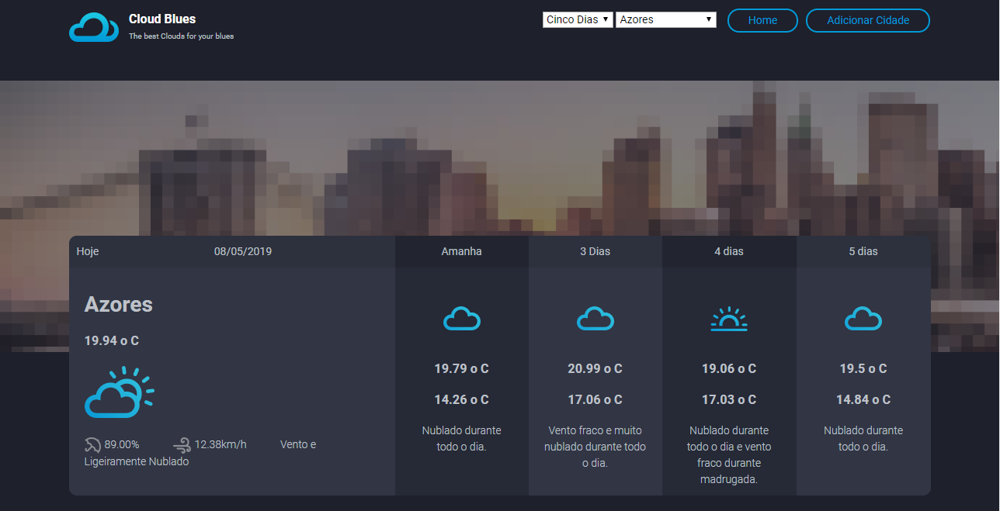 Cloud Blues
The best Clouds for your blues
Cinco Dias
Azores
Home
Adicionar Cidade
Hoje
08/05/2019
Azores
19.94 o C
89.00%
12.38km/h
Vento e
Ligeiramente Nublado
Amanha
19.79 o C
14.26 o C
Nublado durante
todo o dia.
3 Dias
20.99 o C
17.06 o C
Vento fraco e muito
nublado durante todo
o dia.
4 dias
19.06 o C
17.03 o C
Nublado durante
todo o dia e vento
fraco durante
madrugada.
5 dias
19.5 o C
14.84 o C
Nublado durante
todo o dia.